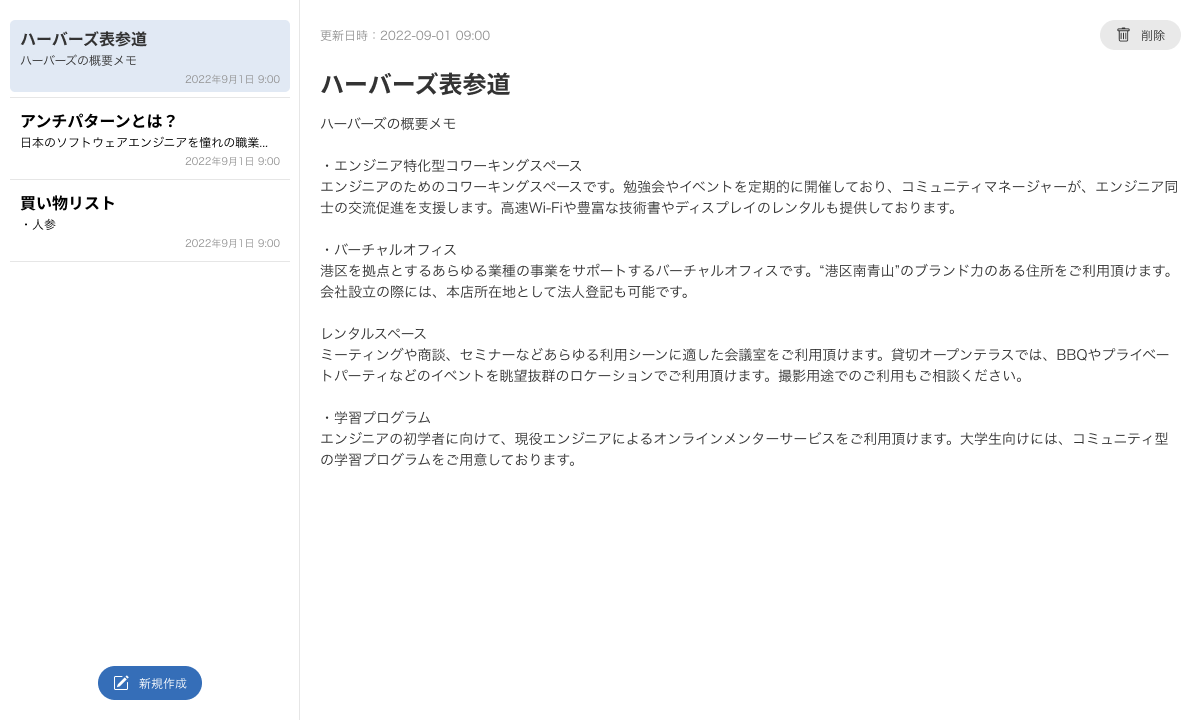 ハーバーズ表参道
ハーバーズの概要メモ
2022年9月1日 9:00
アンチパターンとは？
日本のソフトウェアエンジニアを憧れの職業...
2022年9月1日 9:00
買い物リスト
・人参
2022年9月1日 9:00
新規作成
更新日時：2022-09-01 09:00
削除
ハーバーズ表参道
ハーバーズの概要メモ
・エンジニア特化型コワーキングスペース
エンジニアのためのコワーキングスペースです。勉強会やイベントを定期的に開催しており、コミュニティマネージャーが、エンジニア同
士の交流促進を支援します。高速Wi-Fiや豊富な技術書やディスプレイのレンタルも提供しております。
・バーチャルオフィス
港区を拠点とするあらゆる業種の事業をサポートするバーチャルオフィスです。“港区南青山”のブランド力のある住所をご利用頂けます。
会社設立の際には、本店所在地として法人登記も可能です。
レンタルスペース
ミーティングや商談、セミナーなどあらゆる利用シーンに適した会議室をご利用頂けます。貸切オープンテラスでは、BBQやプライベー
トパーティなどのイベントを眺望抜群のロケーションでご利用頂けます。撮影用途でのご利用もご相談ください。
・学習プログラム
エンジニアの初学者に向けて、現役エンジニアによるオンラインメンターサービスをご利用頂けます。大学生向けには、コミュニティ型
の学習プログラムをご用意しております。